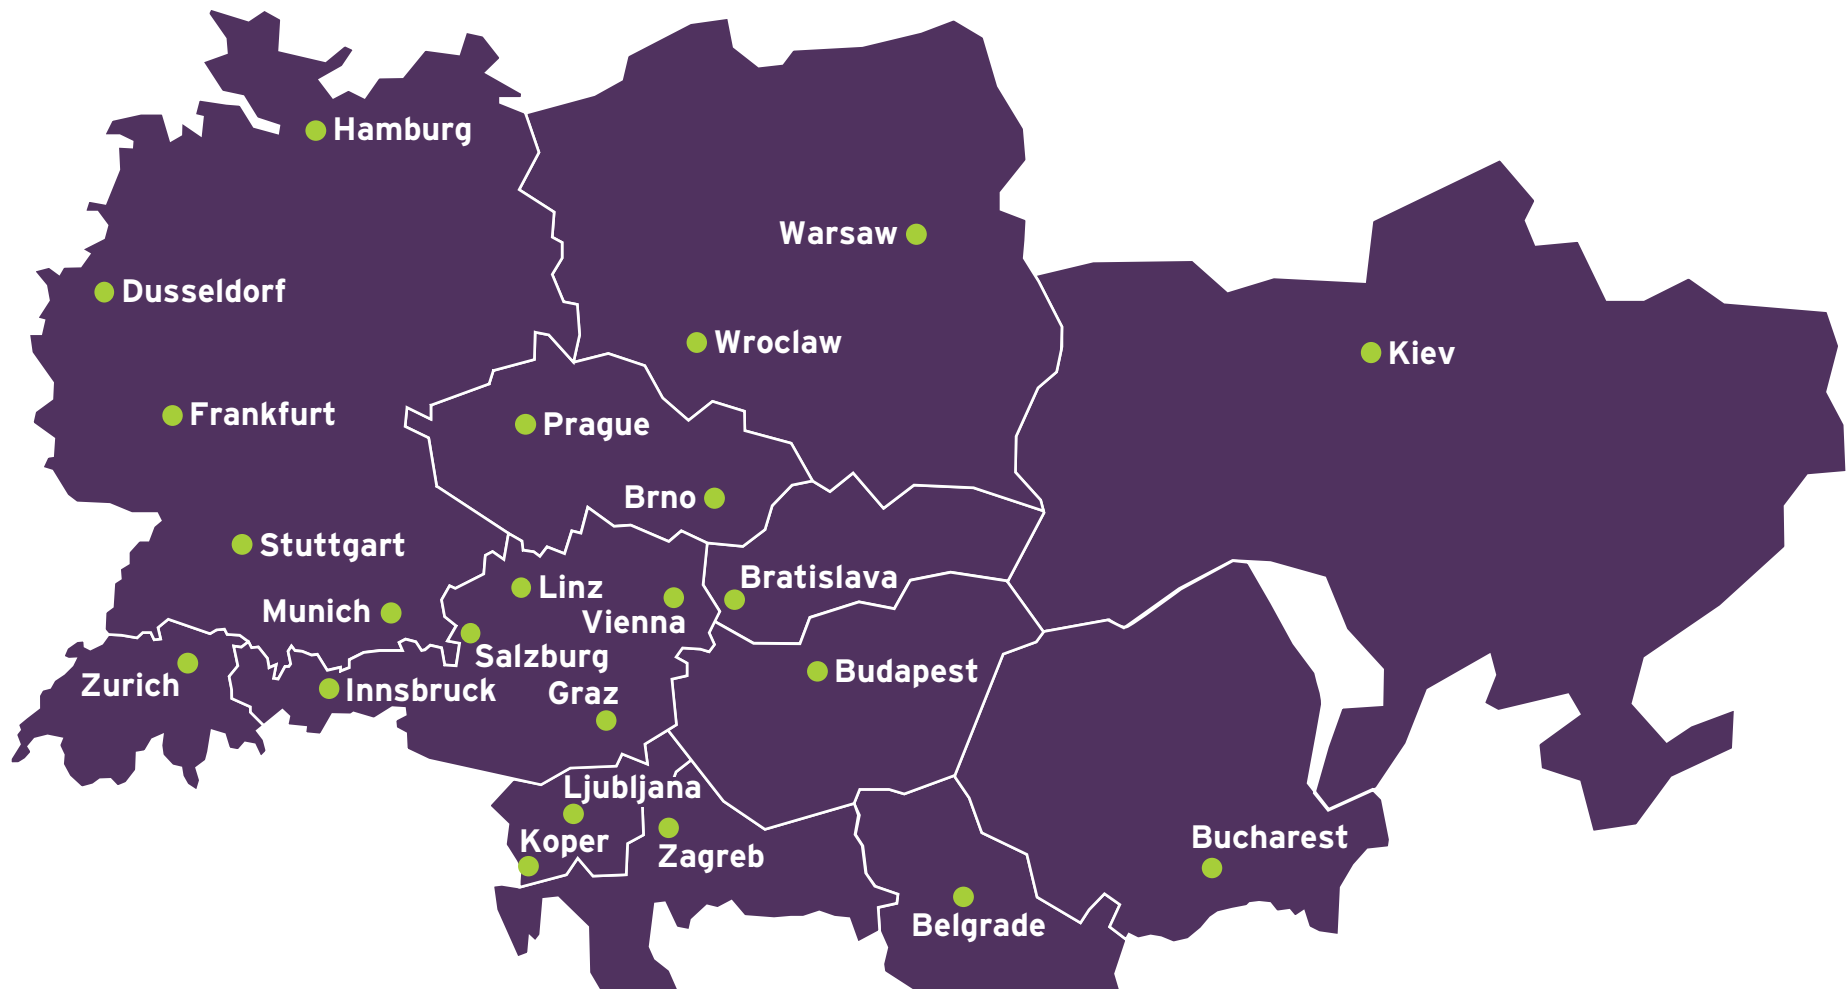 Hamburg
Warsaw
Dusseldorf
Wroclaw
Kiev
Frankfurt
Prague
Brno
Stuttgart
Bratislava
Linz
Munich
Vienna
Salzburg
Budapest
Zurich
Innsbruck
Graz
Ljubljana
Koper
Zagreb
Bucharest
Belgrade